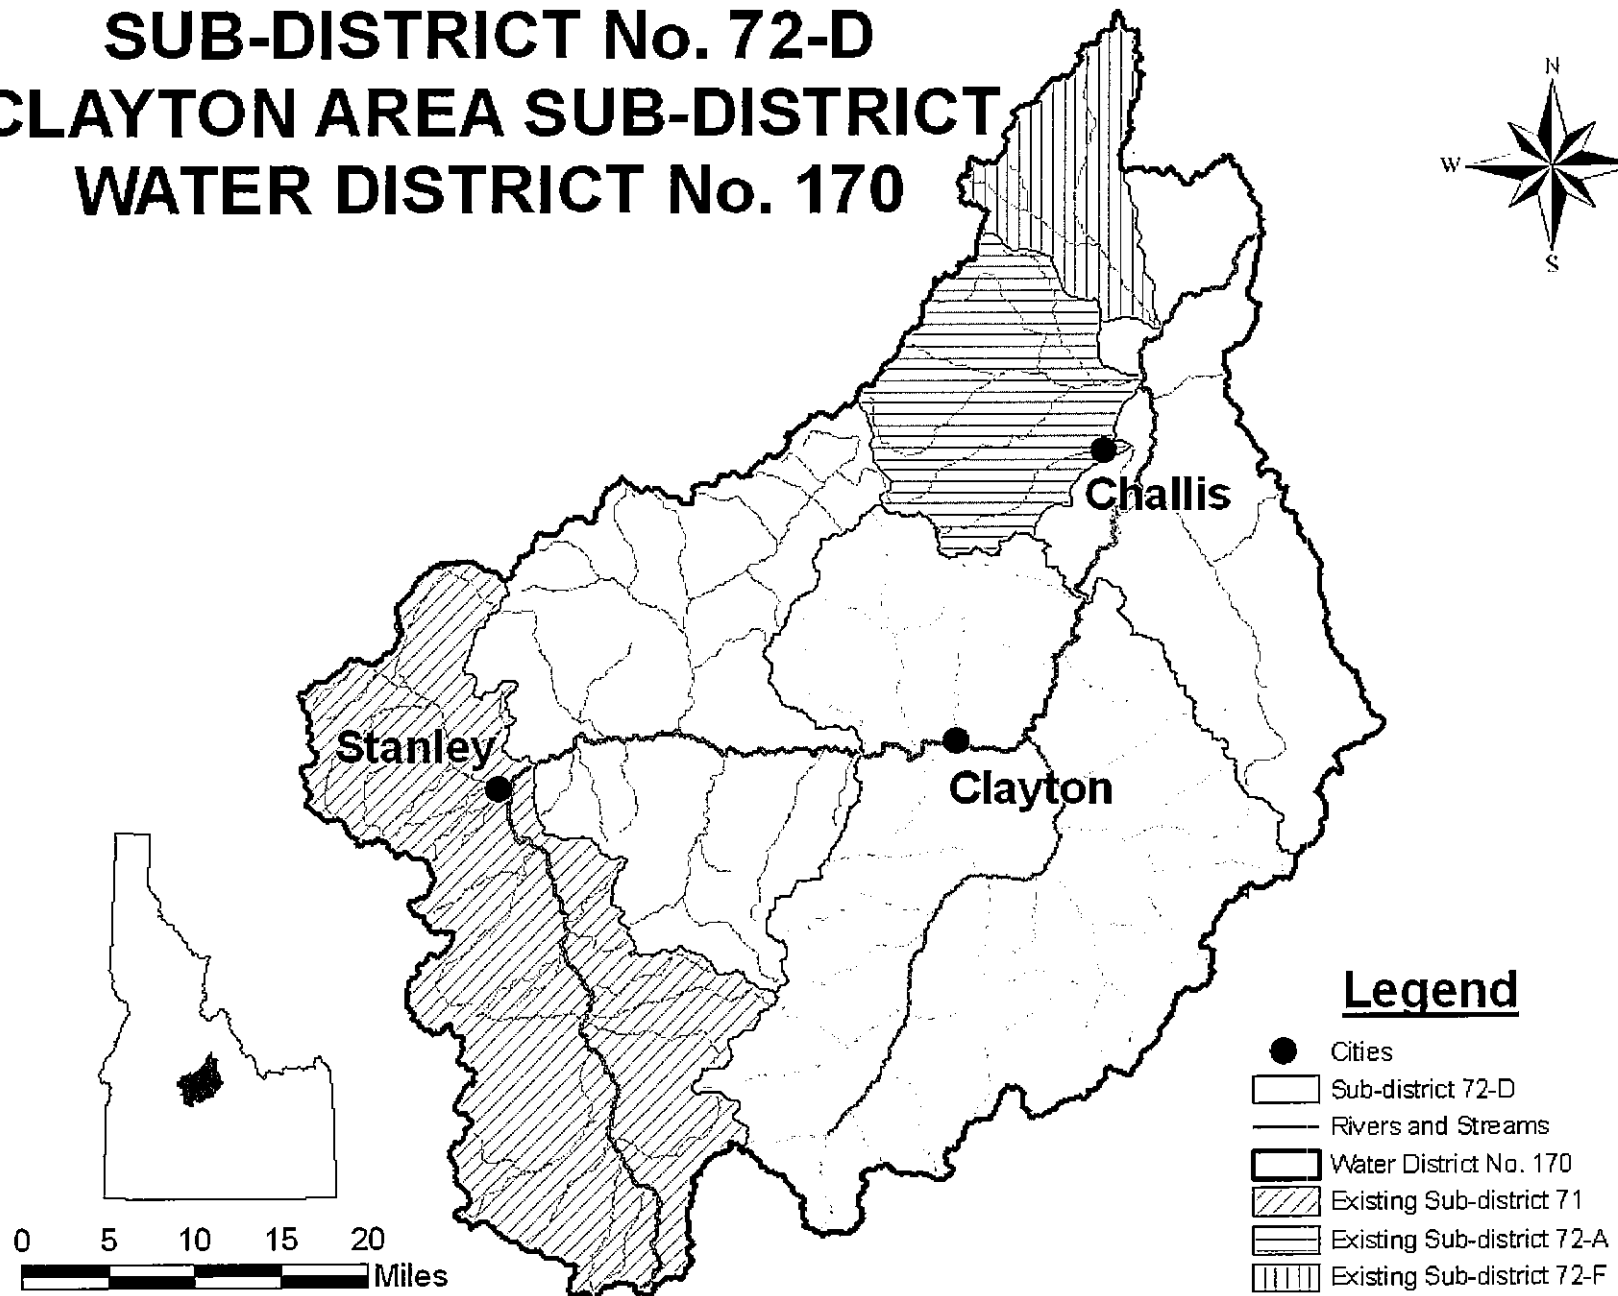 SUB-DISTRICT No. 72-D
CLAYTON AREA SUB-DISTRICT
WATER DISTRICT No. 170
N
W
S
Challis
Stanley
Clayton
Legend
Cities
Sub-district 72-D
Rivers and Streams
Water District No. 170
Existing Sub-district 71
Existing Sub-district 72-A
Existing Sub-district 72-F
0 5 10 15 20
Miles